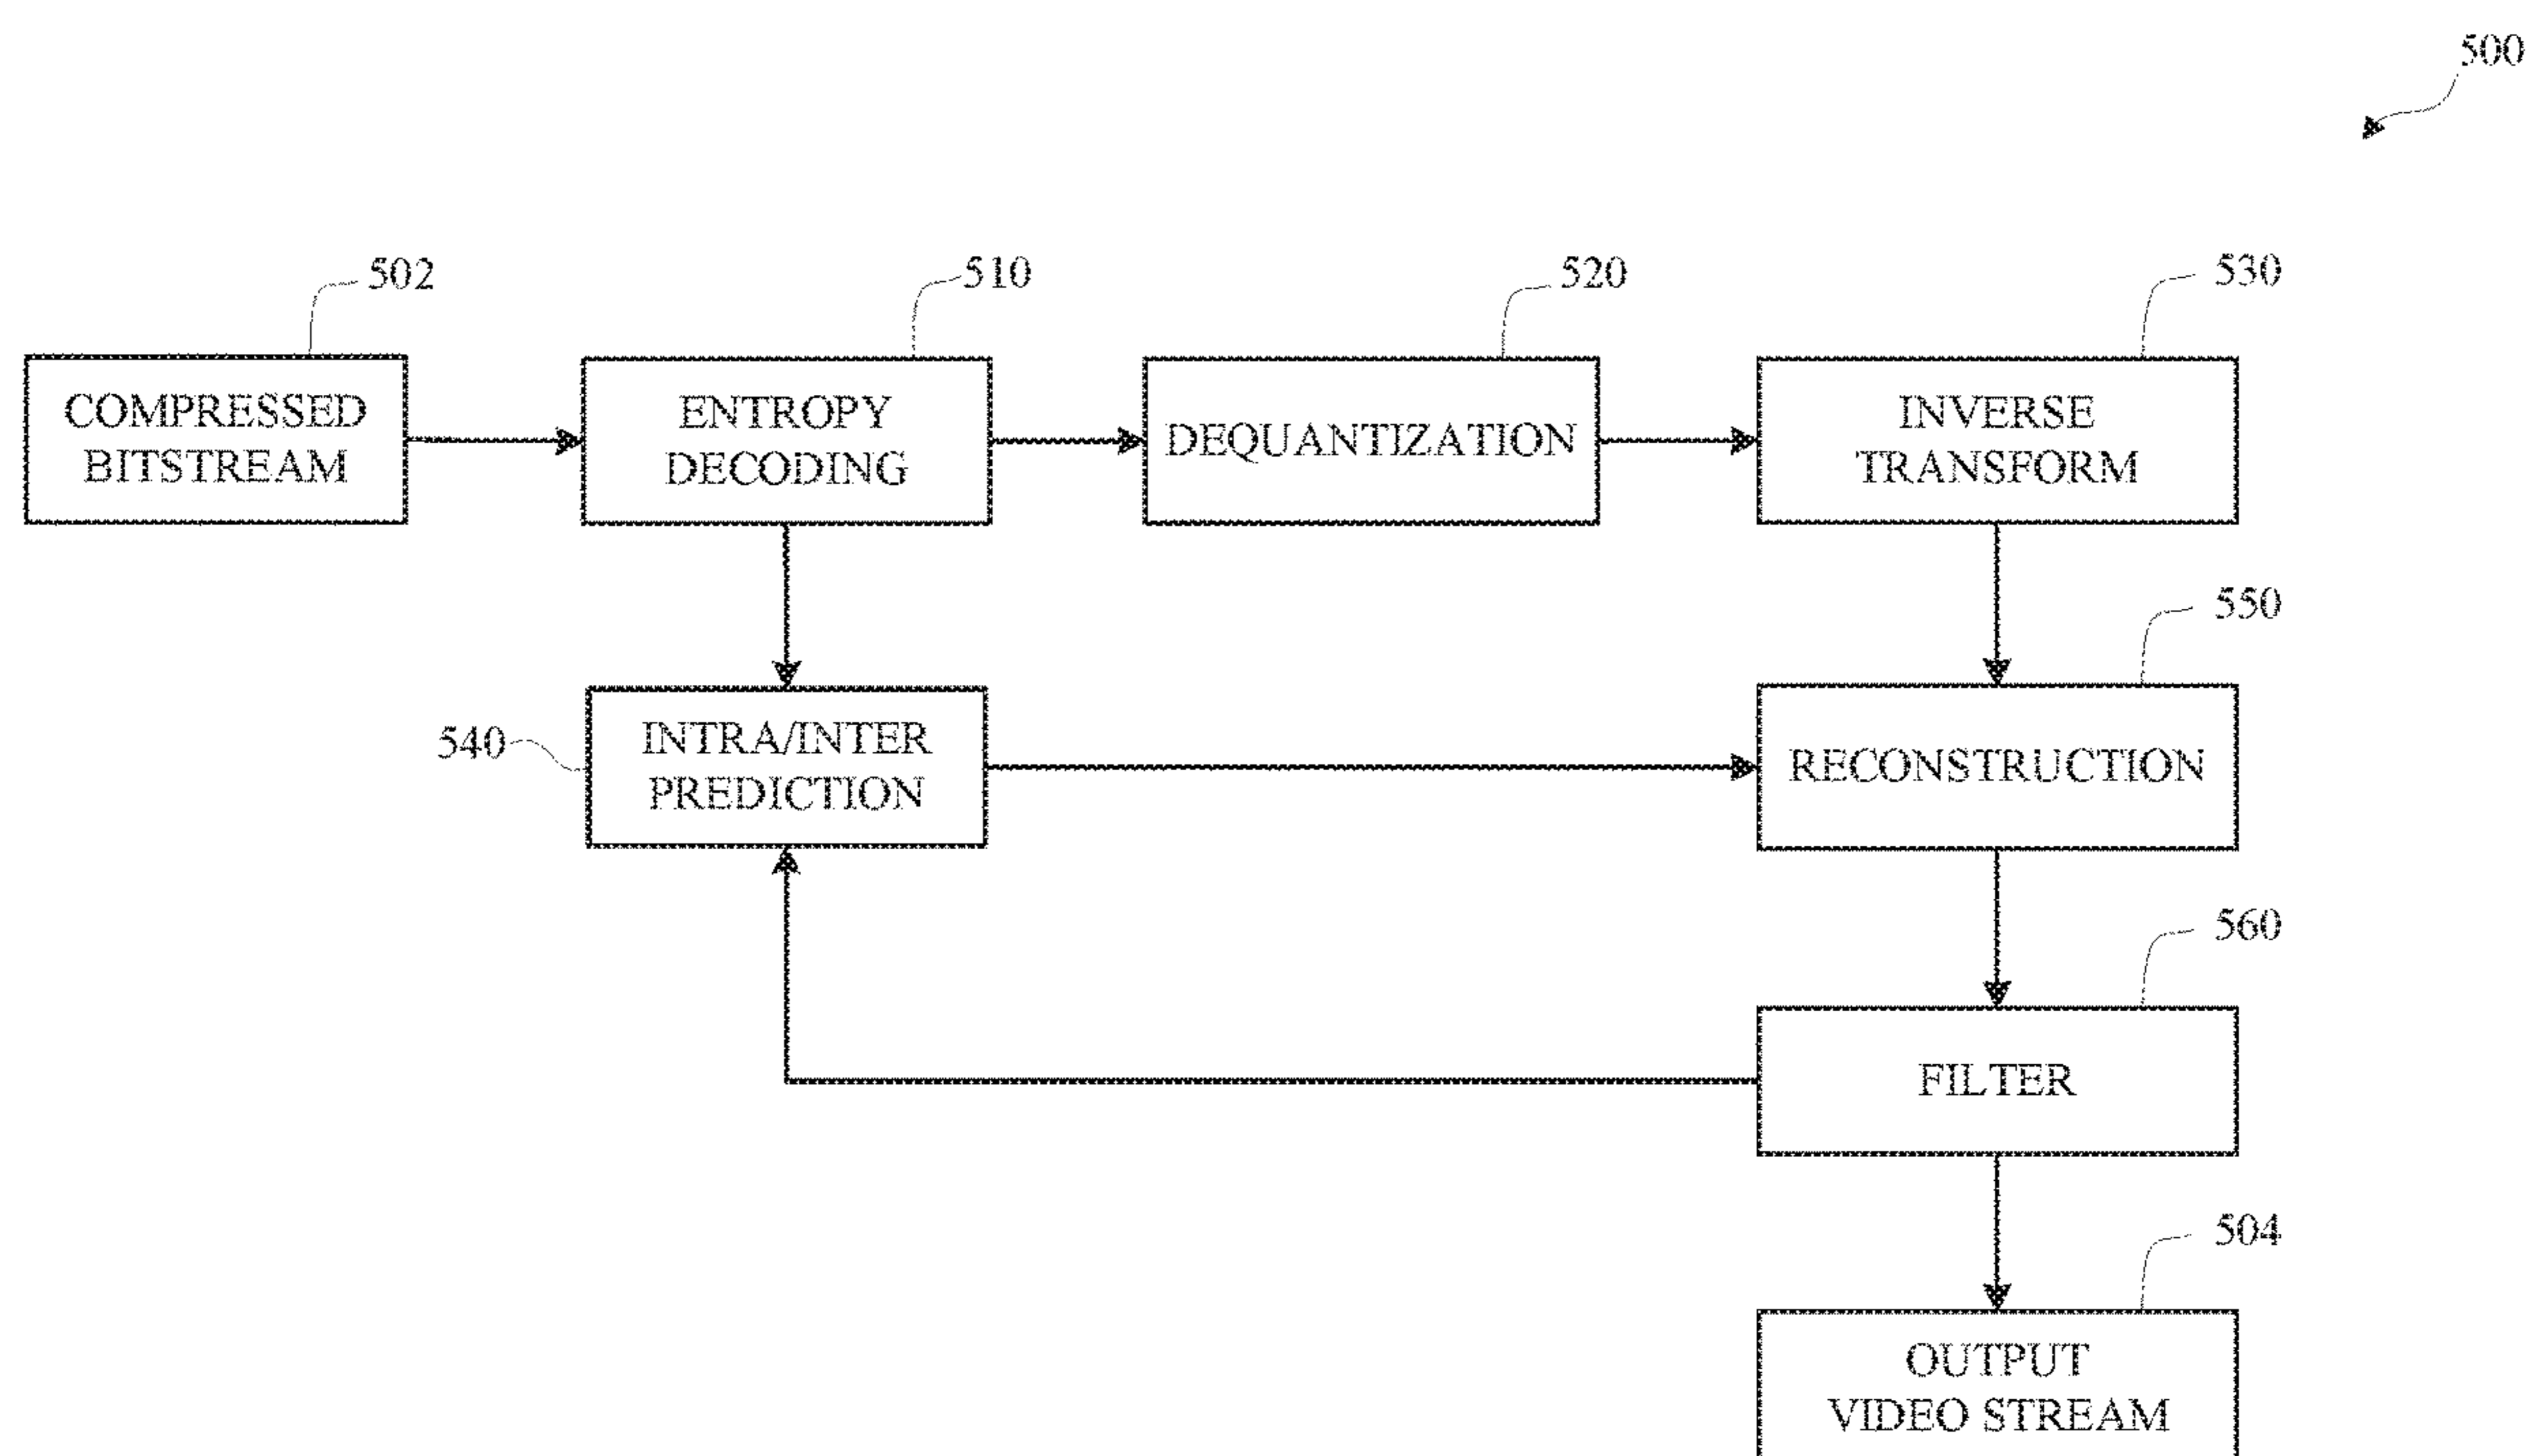 500
502
510
520
530
COMPRESSED
BITSTREAM
ENTROPY
DECODING
DEQUANTIZATION
INVERSE
TRANSFORM
550
540
INTRA/INTER
PREDICTION
RECONSTRUCTION
560
FILTER
504
OUTPUT
VIDEO STREAM